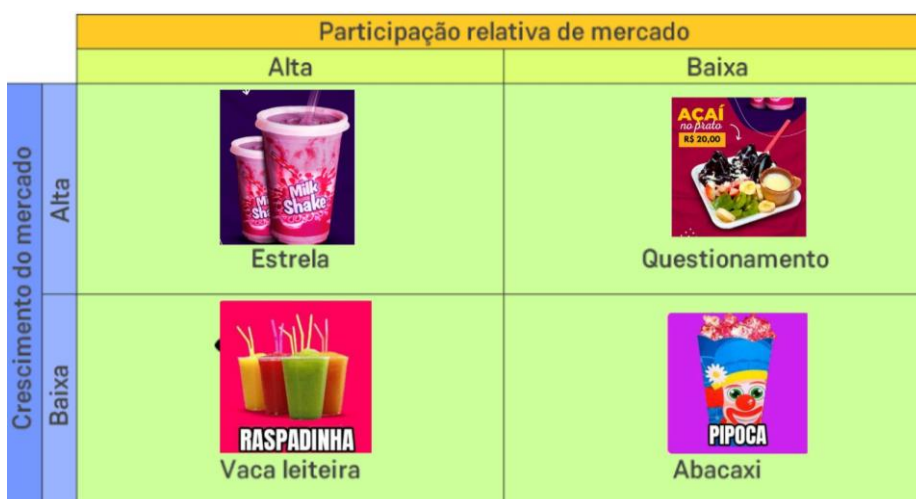 Participação relativa de mercado
Alta
Baixa
Crescimento do mercado
Alta
Milk
Shake
Estrela
AÇAÍ
no prato
R$ 20,00
Questionamento
Baixa
RASPADINHA
Vaca leiteira
PIPOCA
Abacaxi